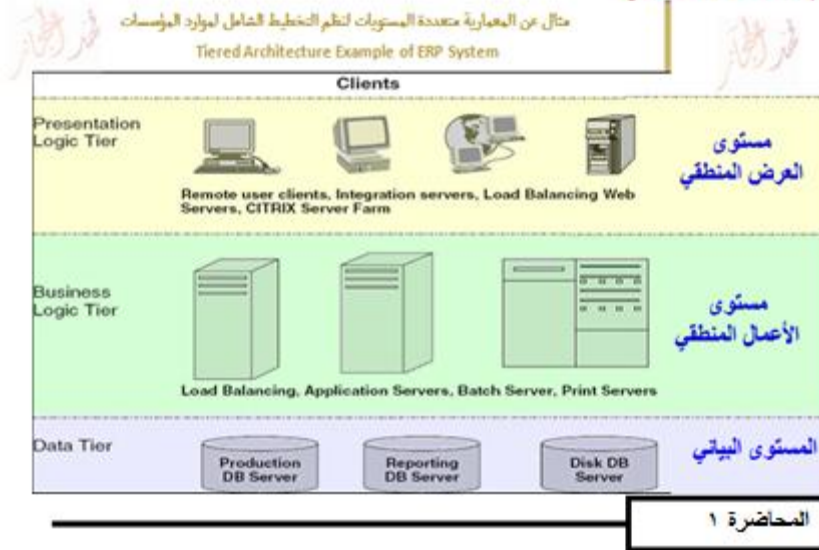 مثال عن المعمارية متعددة المستويات لنظم التخطيط الشامل لموارد المؤسسات
Tiered Architecture Example of ERP System
Clients
Presentation
Logic Tier
مستوى
العرض المنطقي
Remote user clients, Integration servers, Load Balancing Web
Servers, CITRIX Server Farm
Business
Logic Tier
مستوى
الأعمال المنطقي
Load Balancing, Application Servers, Batch Server, Print Servers
Data Tier
Production
DB Server
Reporting
DB Server
Disk DB
Server
المستوى البياني
المحاضرة ١